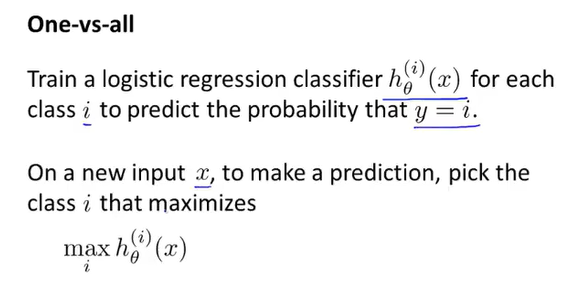 One-vs-all
Train a logistic regression classifier $h_\theta^{(i)}(x)$ for each
class $i$ to predict the probability that $y = i$.
On a new input $x$, to make a prediction, pick the
class $i$ that maximizes
$\max_i h_\theta^{(i)}(x)$